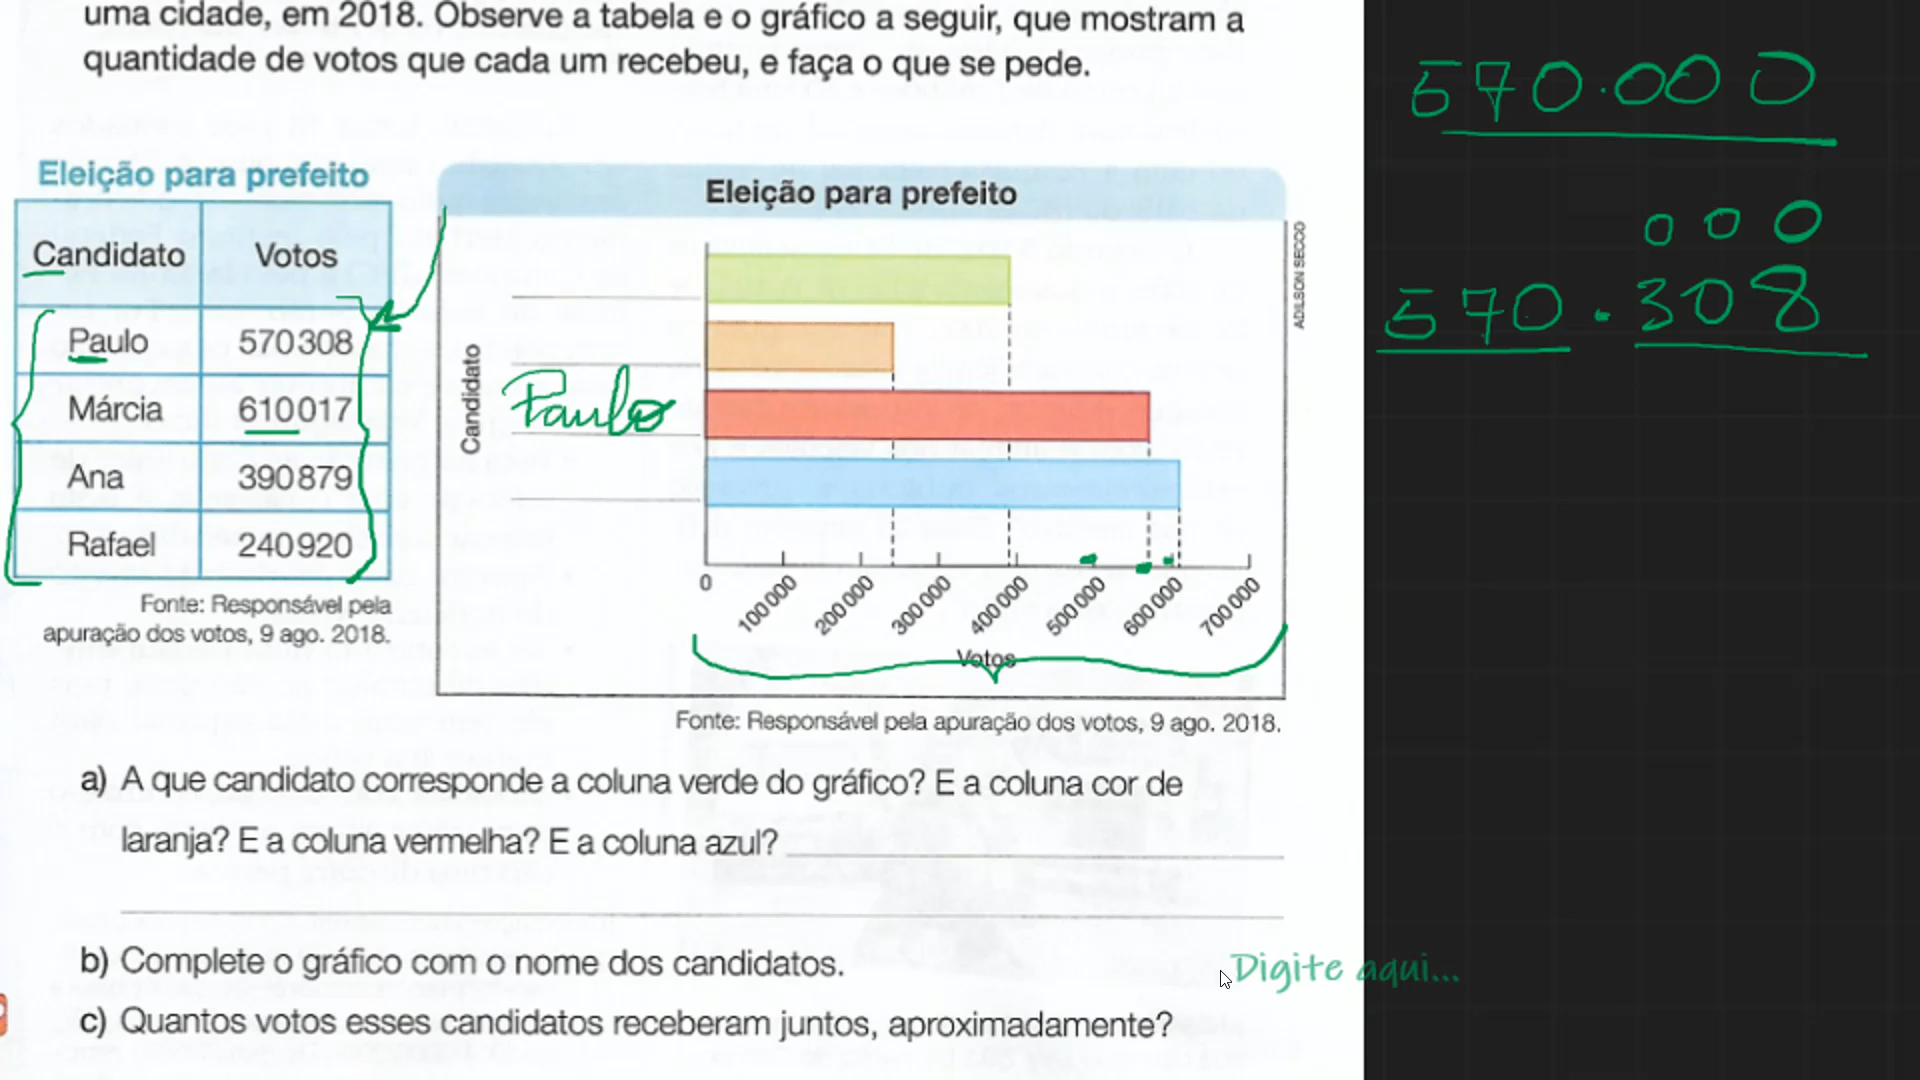 uma cidade, em 2018. Observe a tabela e o gráfico a seguir, que mostram a
quantidade de votos que cada um recebeu, e faça o que se pede.
Eleição para prefeito
Candidato Votos
Paulo 570308
Márcia 610017
Ana 390879
Rafael 240920
Fonte: Responsável pela
apuração dos votos, 9 ago. 2018.
Eleição para prefeito
Candidato
Paulo
0 100000 200000 300000 400000 500000 600000 700000
Votos
ADILSON SECCO
Fonte: Responsável pela apuração dos votos, 9 ago. 2018.
570.000
000
570.308
a) A que candidato corresponde a coluna verde do gráfico? E a coluna cor de
laranja? E a coluna vermelha? E a coluna azul?
b) Complete o gráfico com o nome dos candidatos.
Digite aqui...
c) Quantos votos esses candidatos receberam juntos, aproximadamente?